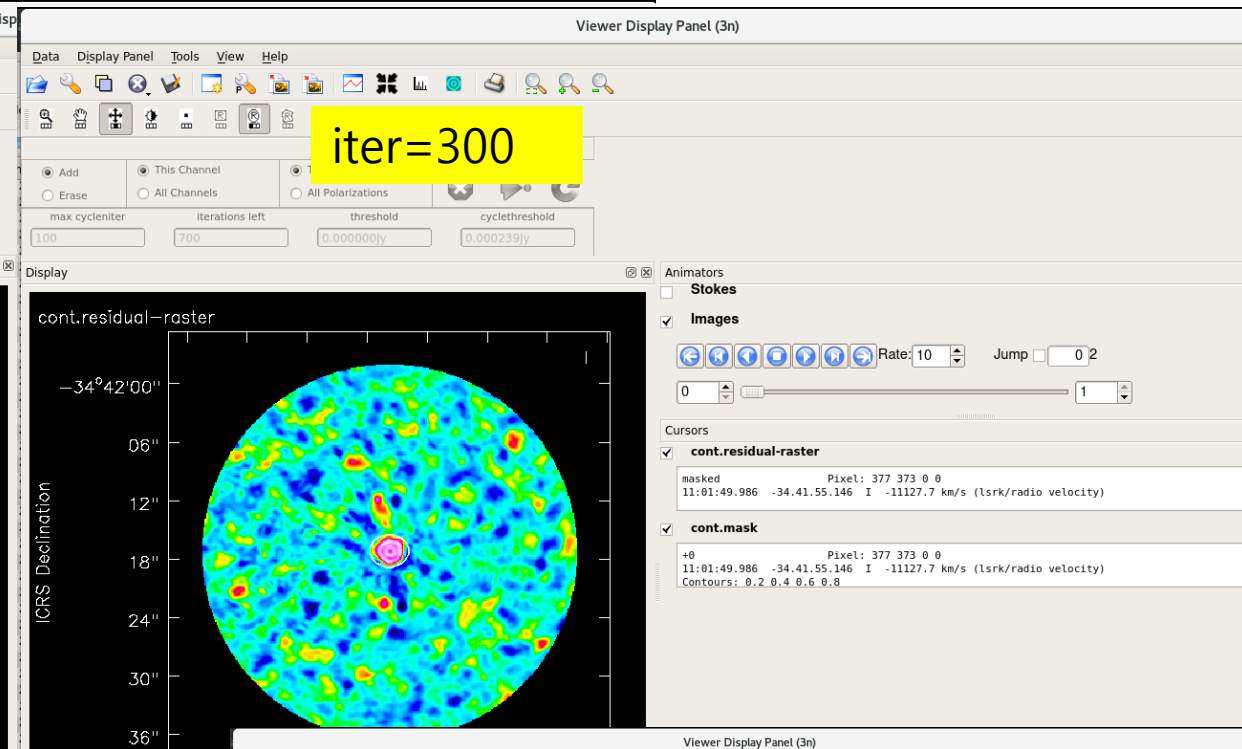 isp
Viewer Display Panel (3n)
Data Display Panel Tools View Help
iter=300
Add This Channel
Erase All Channels All Polarizations
max cycleniter iterations left threshold cyclethreshold
100 700 0.000000Jy 0.000239Jy
Display
Animators
Stokes
Images
Rate: 10 Jump 0 2
0 1
Cursors
cont.residual-raster
masked Pixel: 377 373 0 0
11:01:49.986 -34.41.55.146 I -11127.7 km/s (lsrk/radio velocity)
cont.mask
+0 Pixel: 377 373 0 0
11:01:49.986 -34.41.55.146 I -11127.7 km/s (lsrk/radio velocity)
Contours: 0.2 0.4 0.6 0.8
cont.residual-raster
I
-34°42'00"
06"
12"
18"
24"
30"
36"
ICRS Declination
Viewer Display Panel (3n)